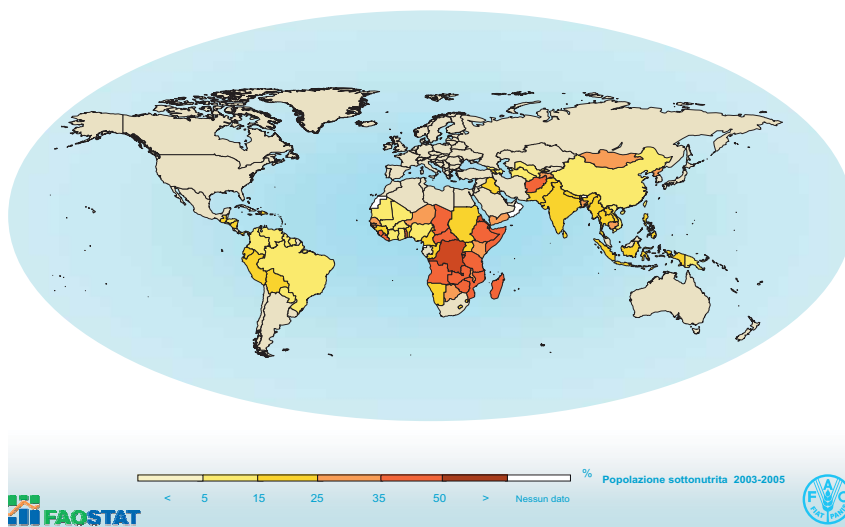 % Popolazione sottonutrita 2003-2005
< 5 15 25 35 50 > Nessun dato
FAOSTAT
F A O
FIAT PANIS